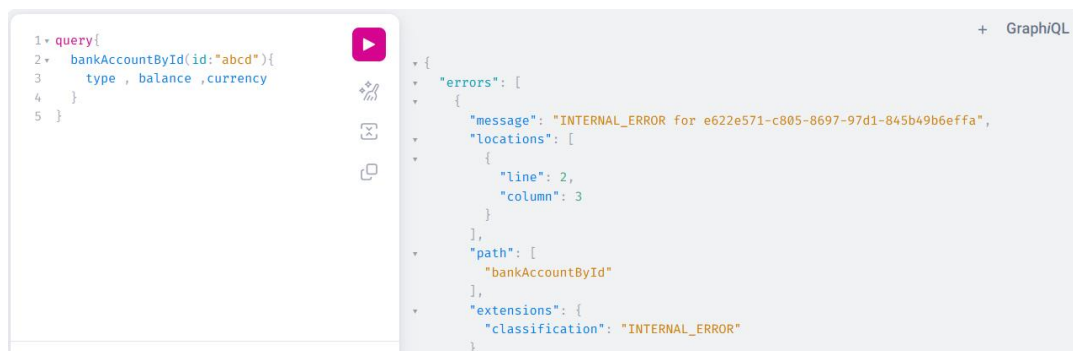 + GraphiQL
1 query{
2 bankAccountById(id:"abcd"){
3 type , balance ,currency
4 }
5 }
{
"errors": [
{
"message": "INTERNAL_ERROR for e622e571-c805-8697-97d1-845b49b6effa",
"locations": [
{
"line": 2,
"column": 3
}
],
"path": [
"bankAccountById"
],
"extensions": {
"classification": "INTERNAL_ERROR"
}